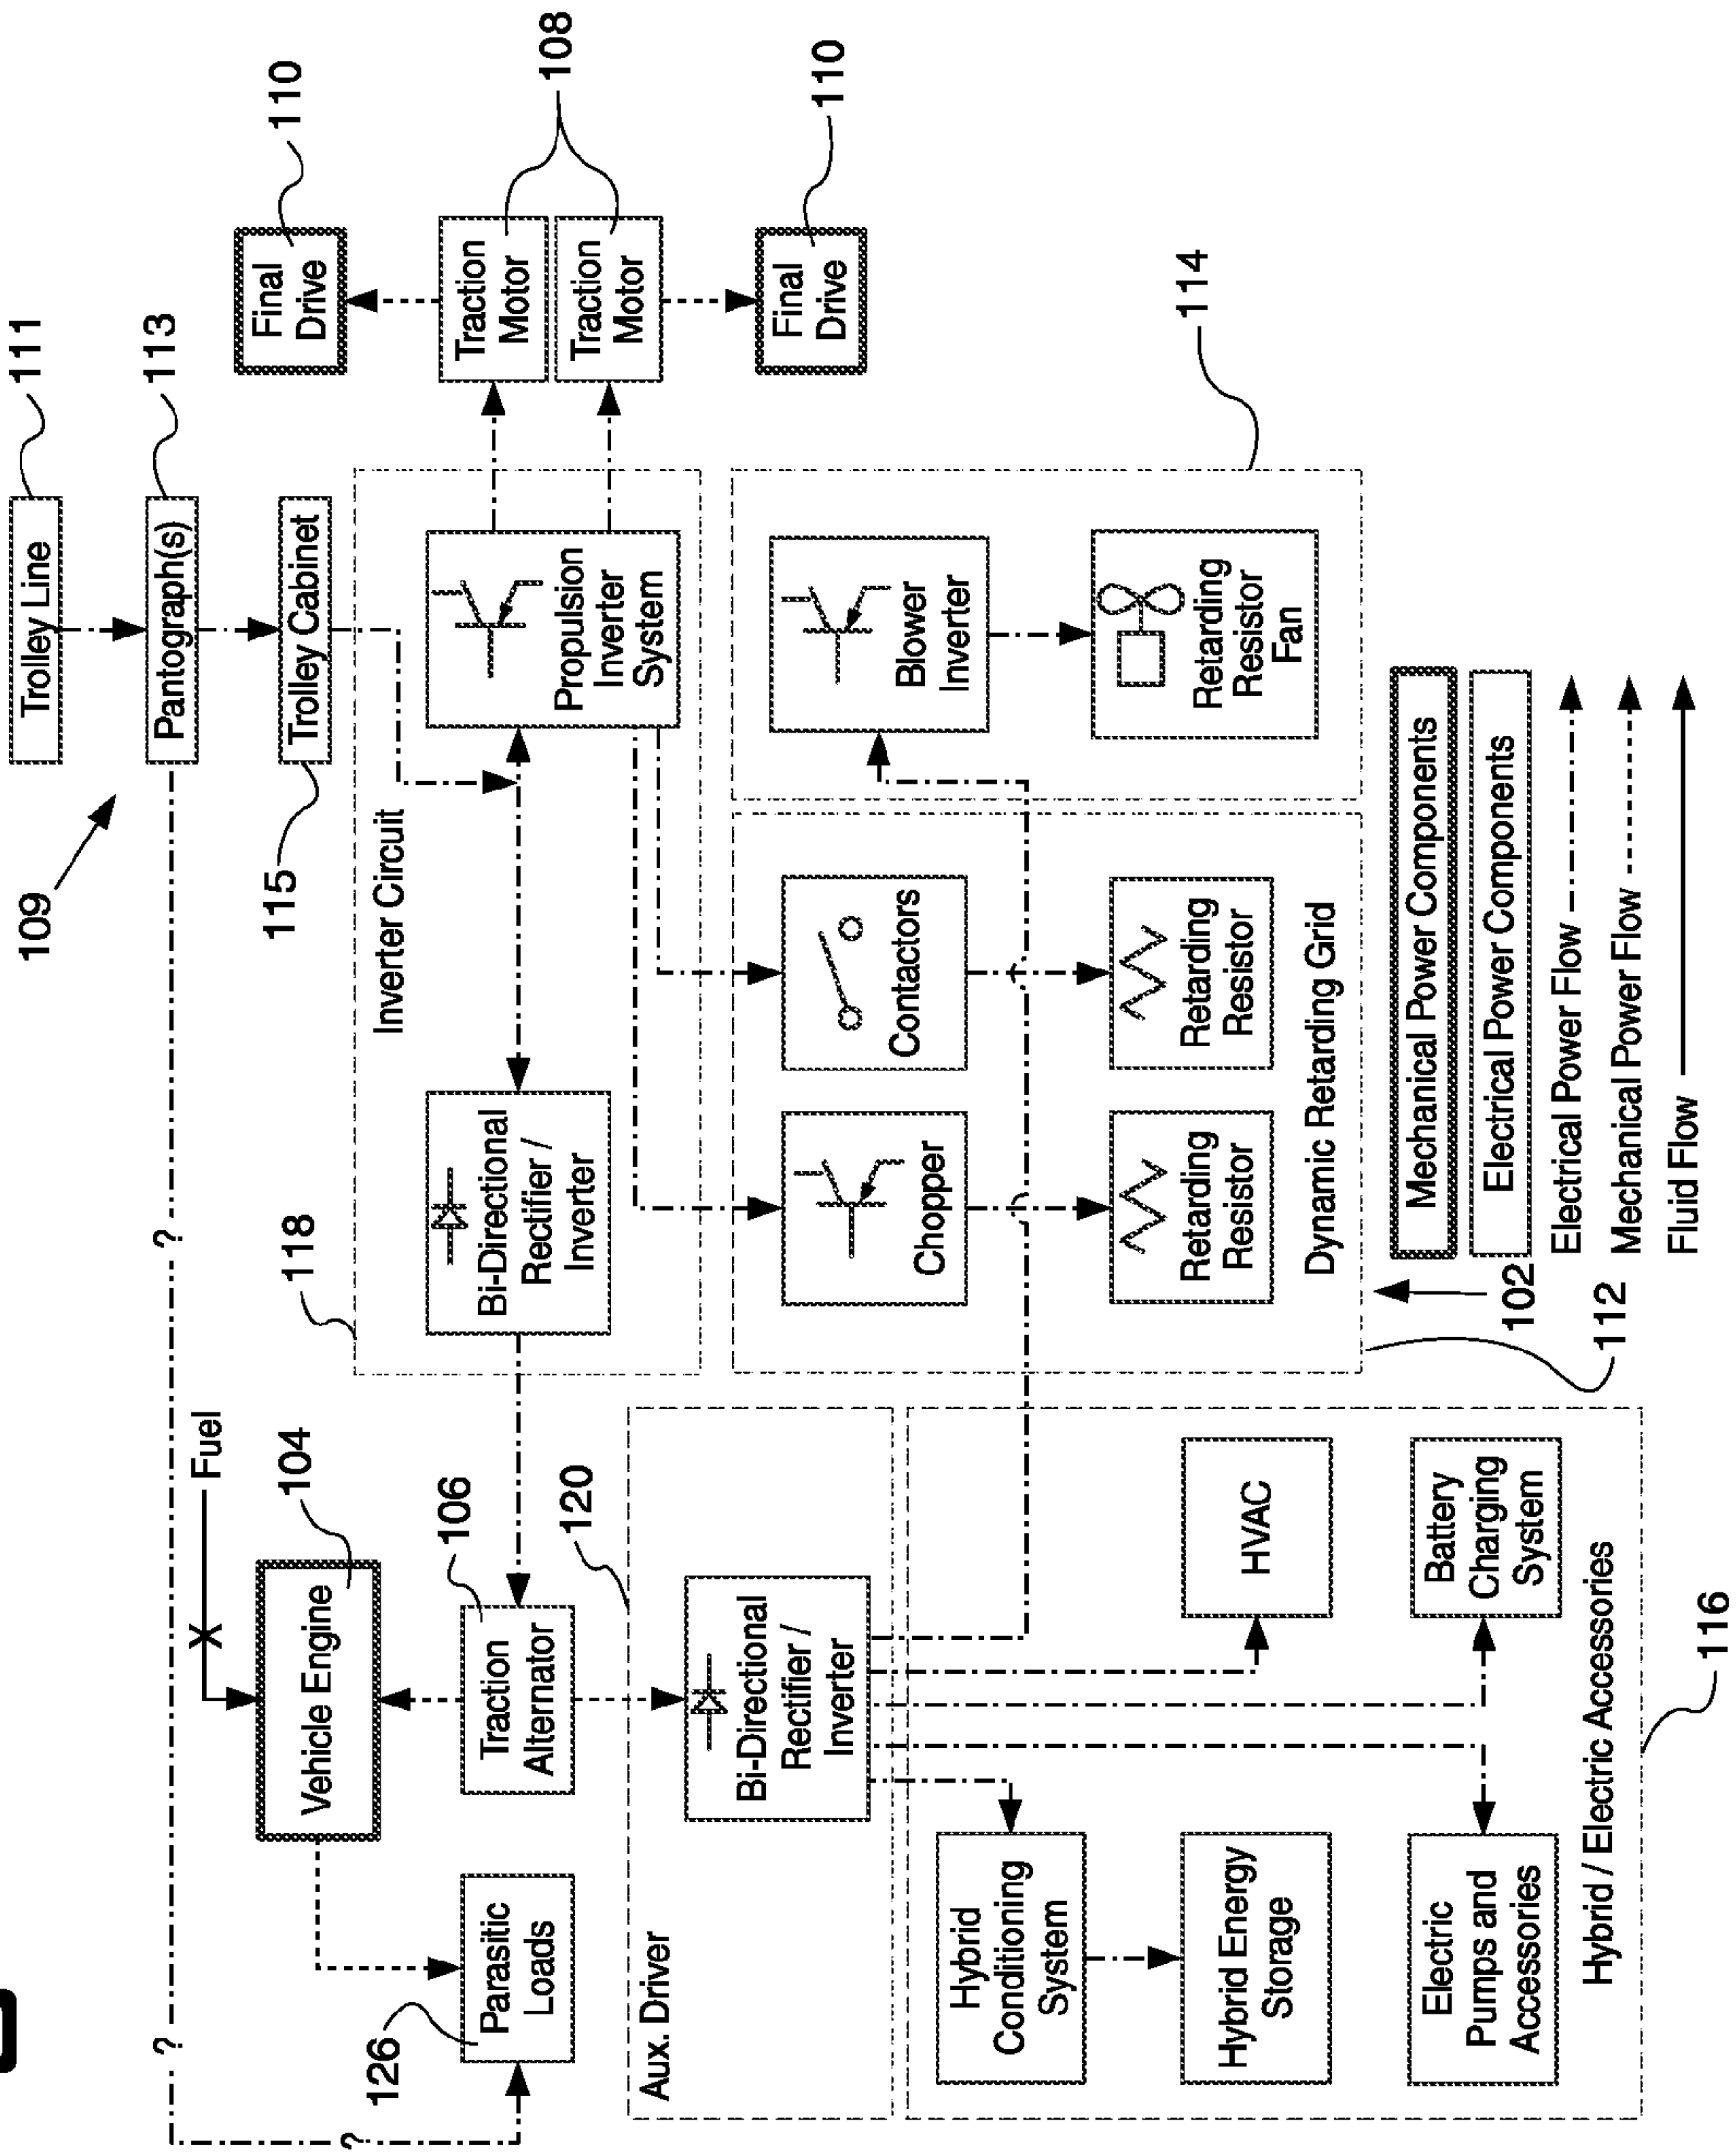 109
Trolley Line
111
Pantograph(s)
113
Trolley Cabinet
115
Final
Drive
110
Traction
Motor
Traction
Motor
108
Final
Drive
110
?
?
?
Fuel
X
Vehicle Engine
104
Parasitic
Loads
126
Traction
Alternator
106
118
Inverter Circuit
Bi-Directional
Rectifier /
Inverter
Propulsion
Inverter
System
120
Aux. Driver
Bi-Directional
Rectifier /
Inverter
Chopper
Contactors
Retarding
Resistor
Retarding
Resistor
Dynamic Retarding Grid
Blower
Inverter
Retarding
Resistor
Fan
114
Hybrid
Conditioning
System
Hybrid Energy
Storage
Electric
Pumps and
Accessories
HVAC
Battery
Charging
System
Hybrid / Electric Accessories
116
102
112
Mechanical Power Components
Electrical Power Components
Electrical Power Flow
Mechanical Power Flow
Fluid Flow